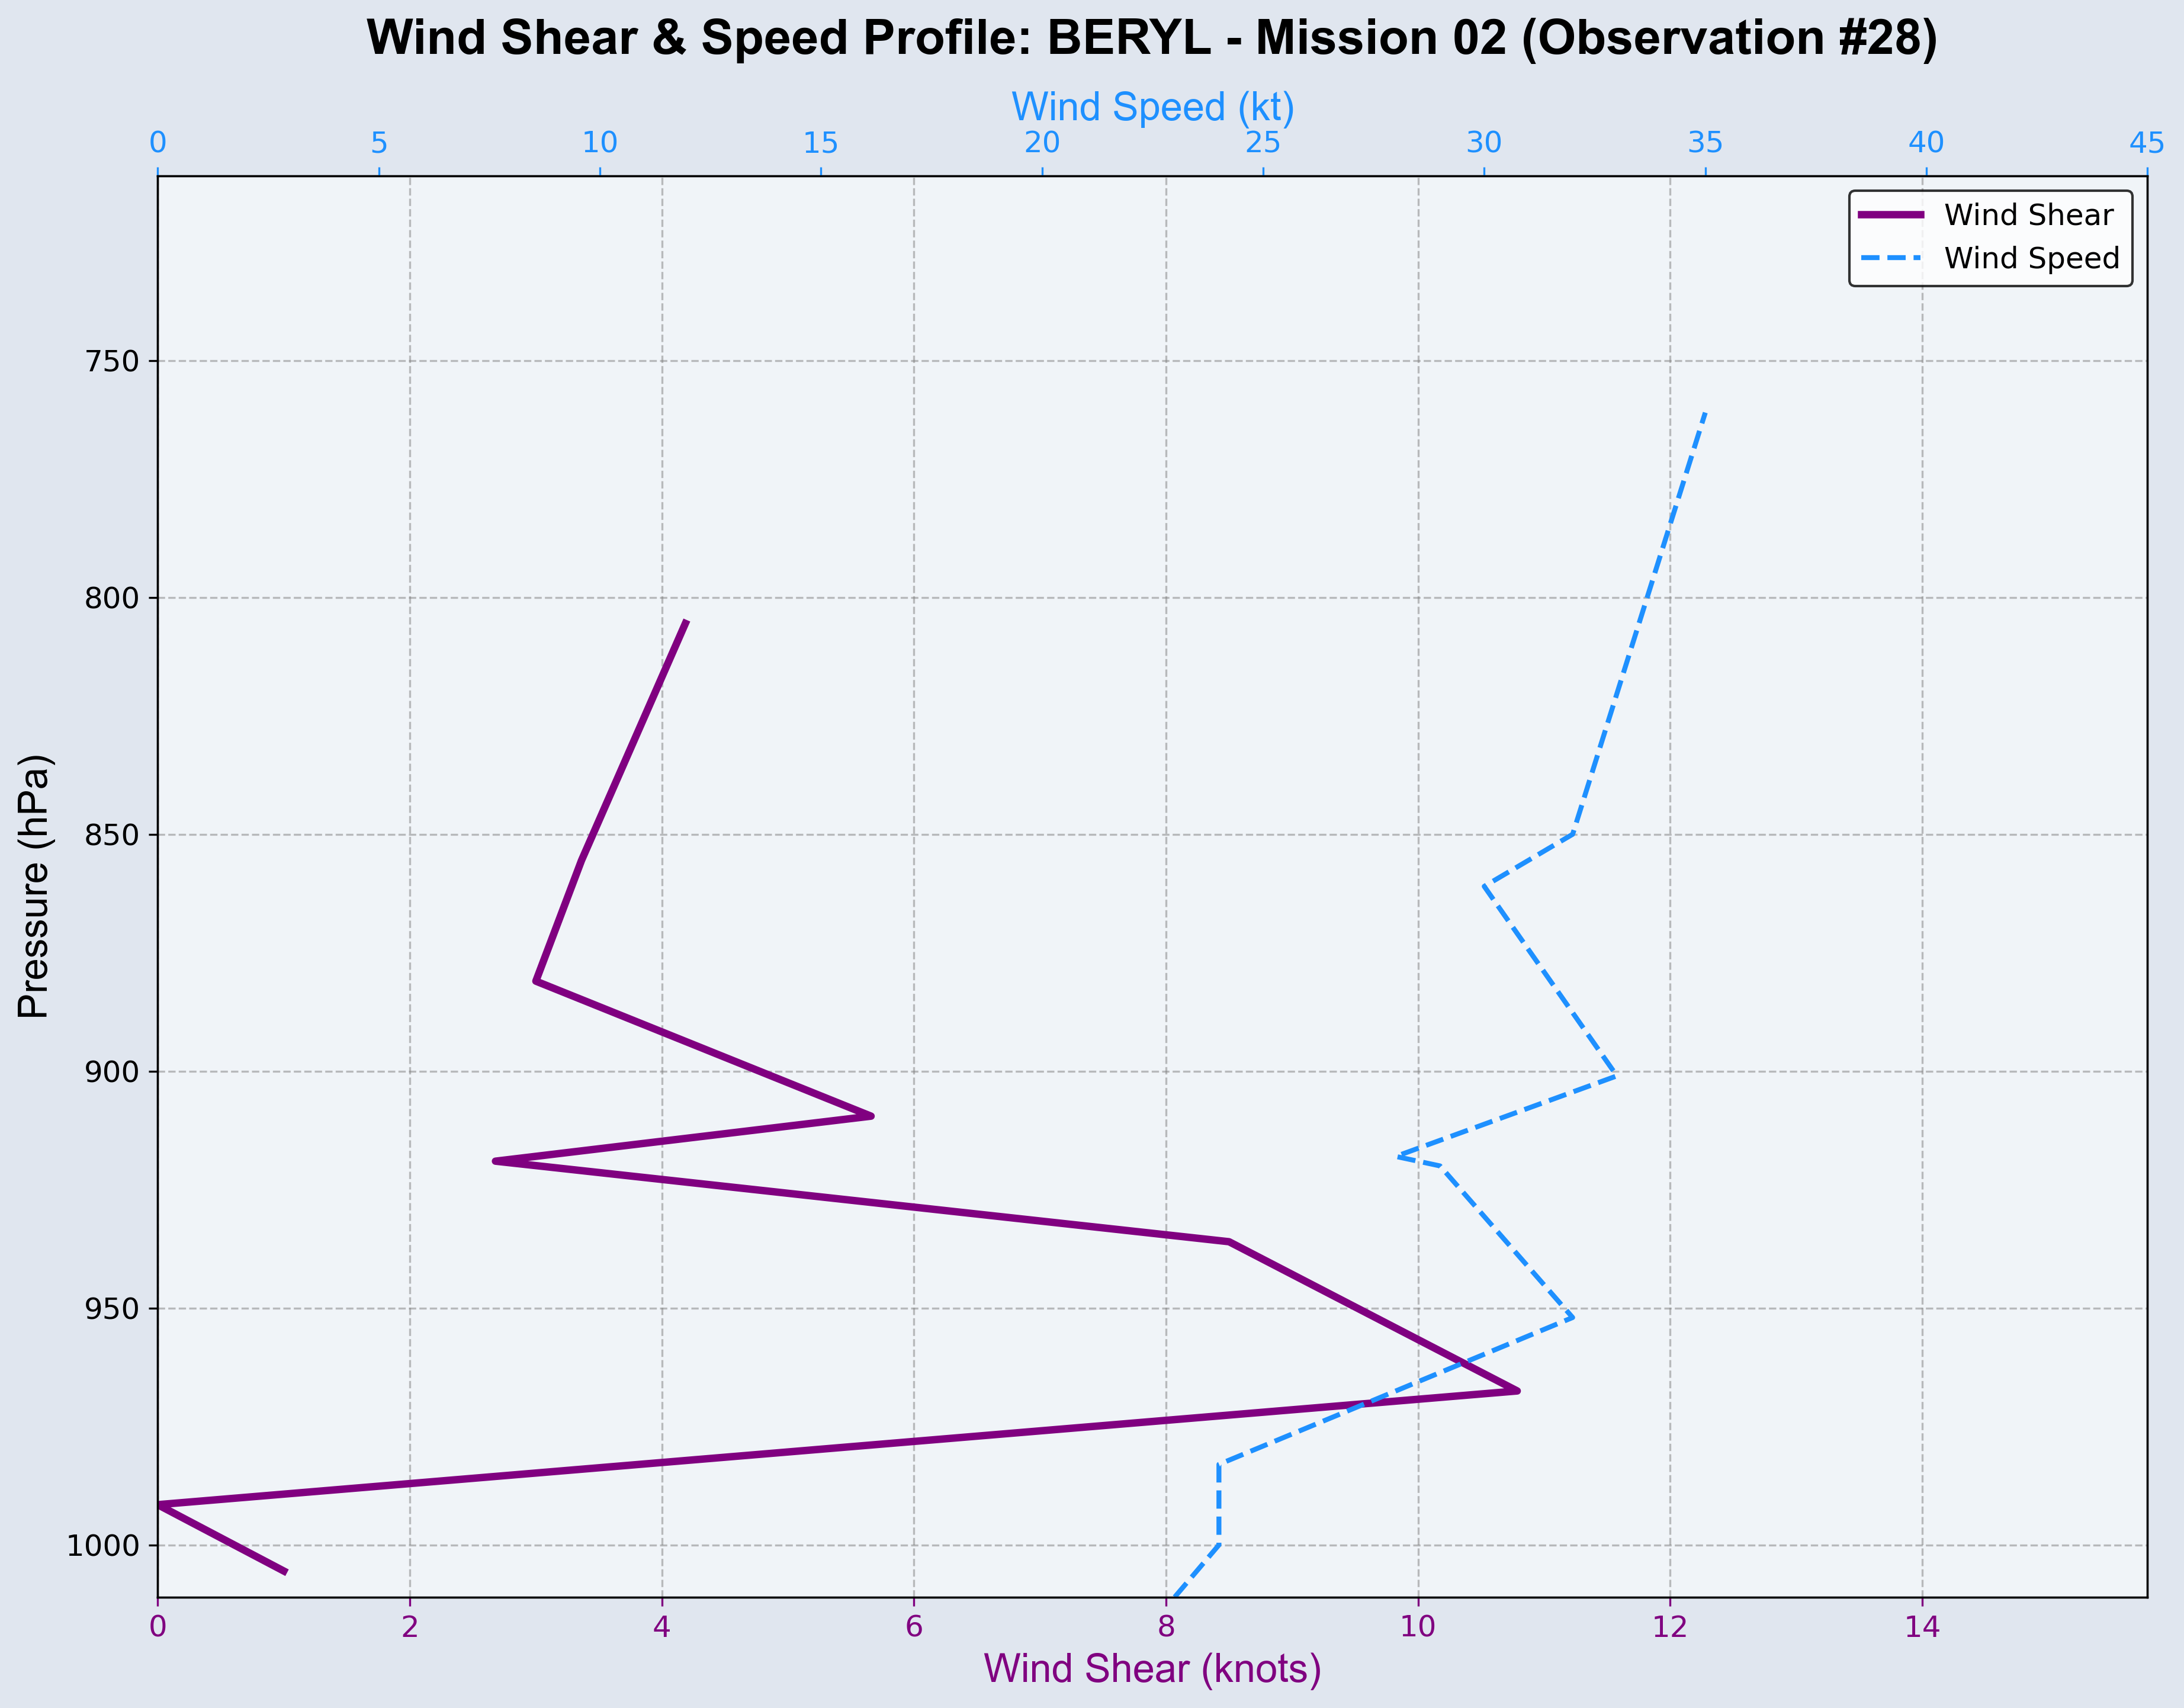 Wind Shear & Speed Profile: BERYL - Mission 02 (Observation #28)
Wind Speed (kt)
0 5 10 15 20 25 30 35 40 45
Wind Shear
Wind Speed
750
800
850
900
950
1000
Pressure (hPa)
0 2 4 6 8 10 12 14
Wind Shear (knots)